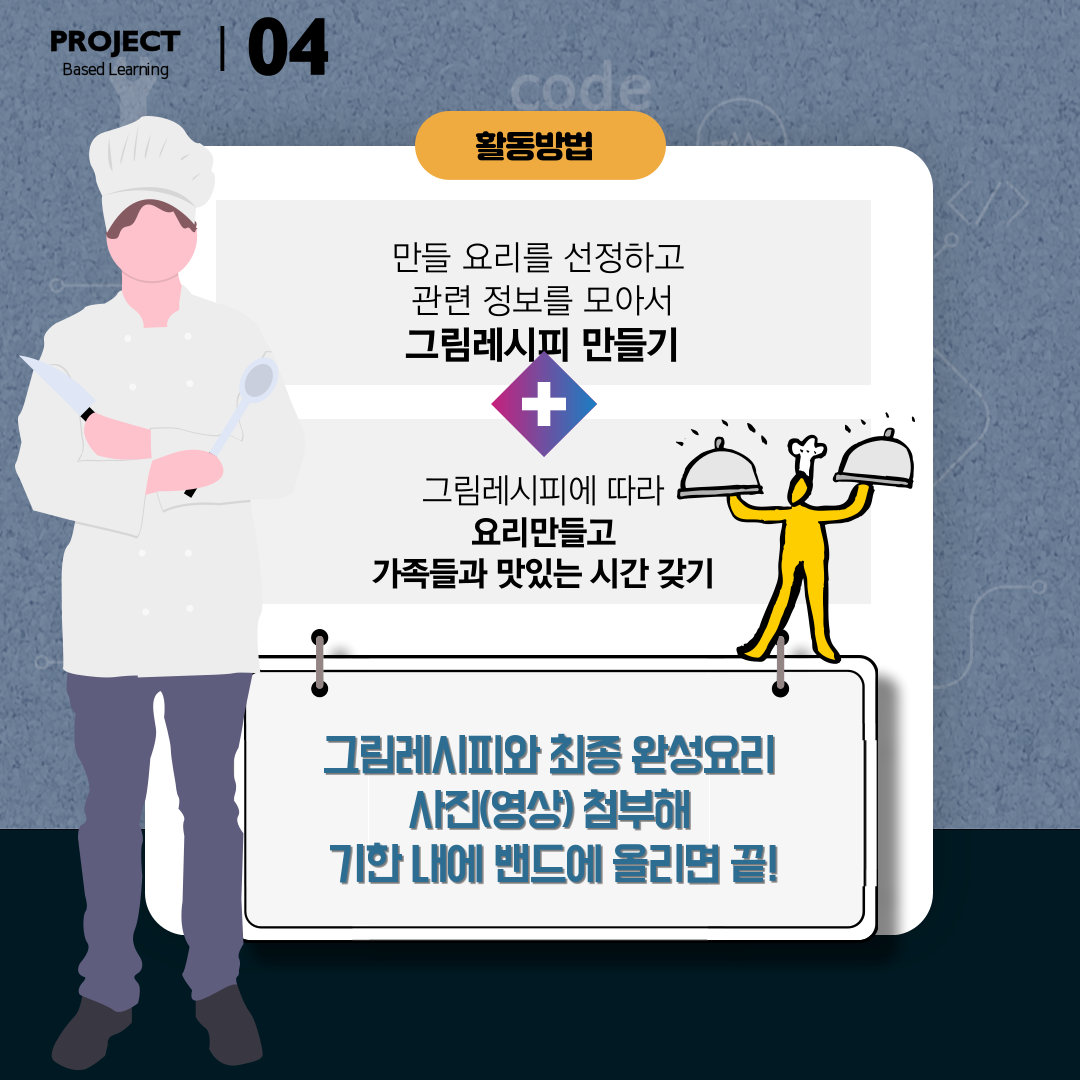 PROJECT
Based Learning
04
code
활동방법
만들 요리를 선정하고
관련 정보를 모아서
그림레시피 만들기
그림레시피에 따라
요리만들고
가족들과 맛있는 시간 갖기
그림레시피와 최종 완성요리
사진(영상) 첨부해
기한 내에 밴드에 올리면 끝!